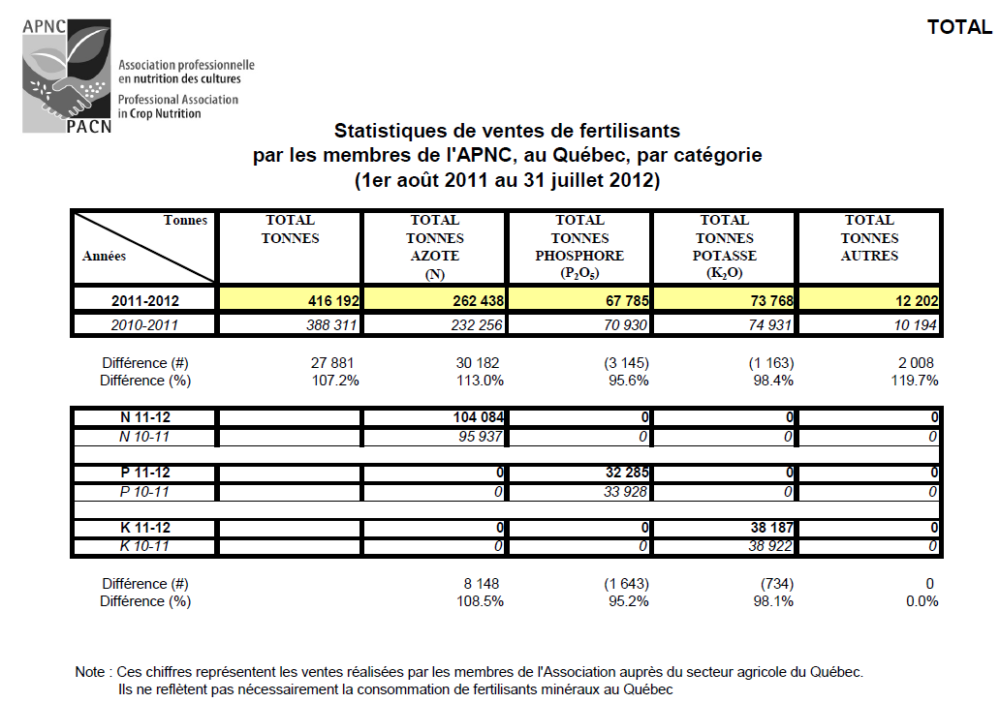 APNC
TOTAL
Association professionnelle
en nutrition des cultures
Professional Association
in Crop Nutrition
PACN
Statistiques de ventes de fertilisants
par les membres de l'APNC, au Québec, par catégorie
(1er août 2011 au 31 juillet 2012)
Tonnes TOTAL TOTAL TOTAL TOTAL TOTAL
TONNES TONNES TONNES TONNES TONNES
Années AZOTE PHOSPHORE POTASSE AUTRES
(N) (P₂O₅) (K₂O)
2011-2012 416 192 262 438 67 785 73 768 12 202
2010-2011 388 311 232 256 70 930 74 931 10 194
Différence (#) 27 881 30 182 (3 145) (1 163) 2 008
Différence (%) 107.2% 113.0% 95.6% 98.4% 119.7%
N 11-12 104 084 0 0 0
N 10-11 95 937 0 0 0
P 11-12 0 32 285 0 0
P 10-11 0 33 928 0 0
K 11-12 0 0 38 187 0
K 10-11 0 0 38 922 0
Différence (#) 8 148 (1 643) (734) 0
Différence (%) 108.5% 95.2% 98.1% 0.0%
Note : Ces chiffres représentent les ventes réalisées par les membres de l'Association auprès du secteur agricole du Québec.
Ils ne reflètent pas nécessairement la consommation de fertilisants minéraux au Québec